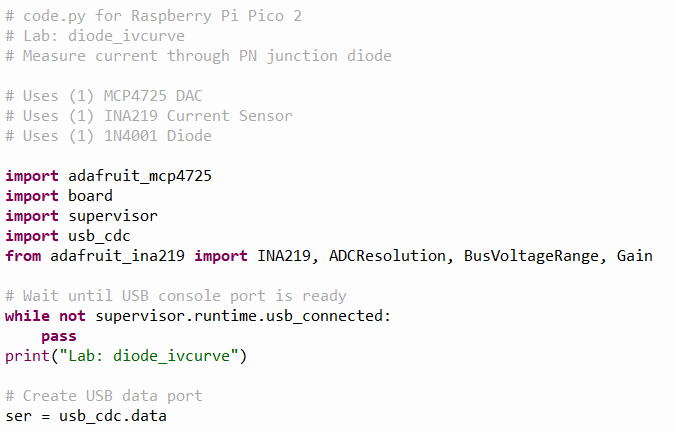 # code.py for Raspberry Pi Pico 2
# Lab: diode_ivcurve
# Measure current through PN junction diode
# Uses (1) MCP4725 DAC
# Uses (1) INA219 Current Sensor
# Uses (1) 1N4001 Diode
import adafruit_mcp4725
import board
import supervisor
import usb_cdc
from adafruit_ina219 import INA219, ADCResolution, BusVoltageRange, Gain
# Wait until USB console port is ready
while not supervisor.runtime.usb_connected:
    pass
print("Lab: diode_ivcurve")
# Create USB data port
ser = usb_cdc.data